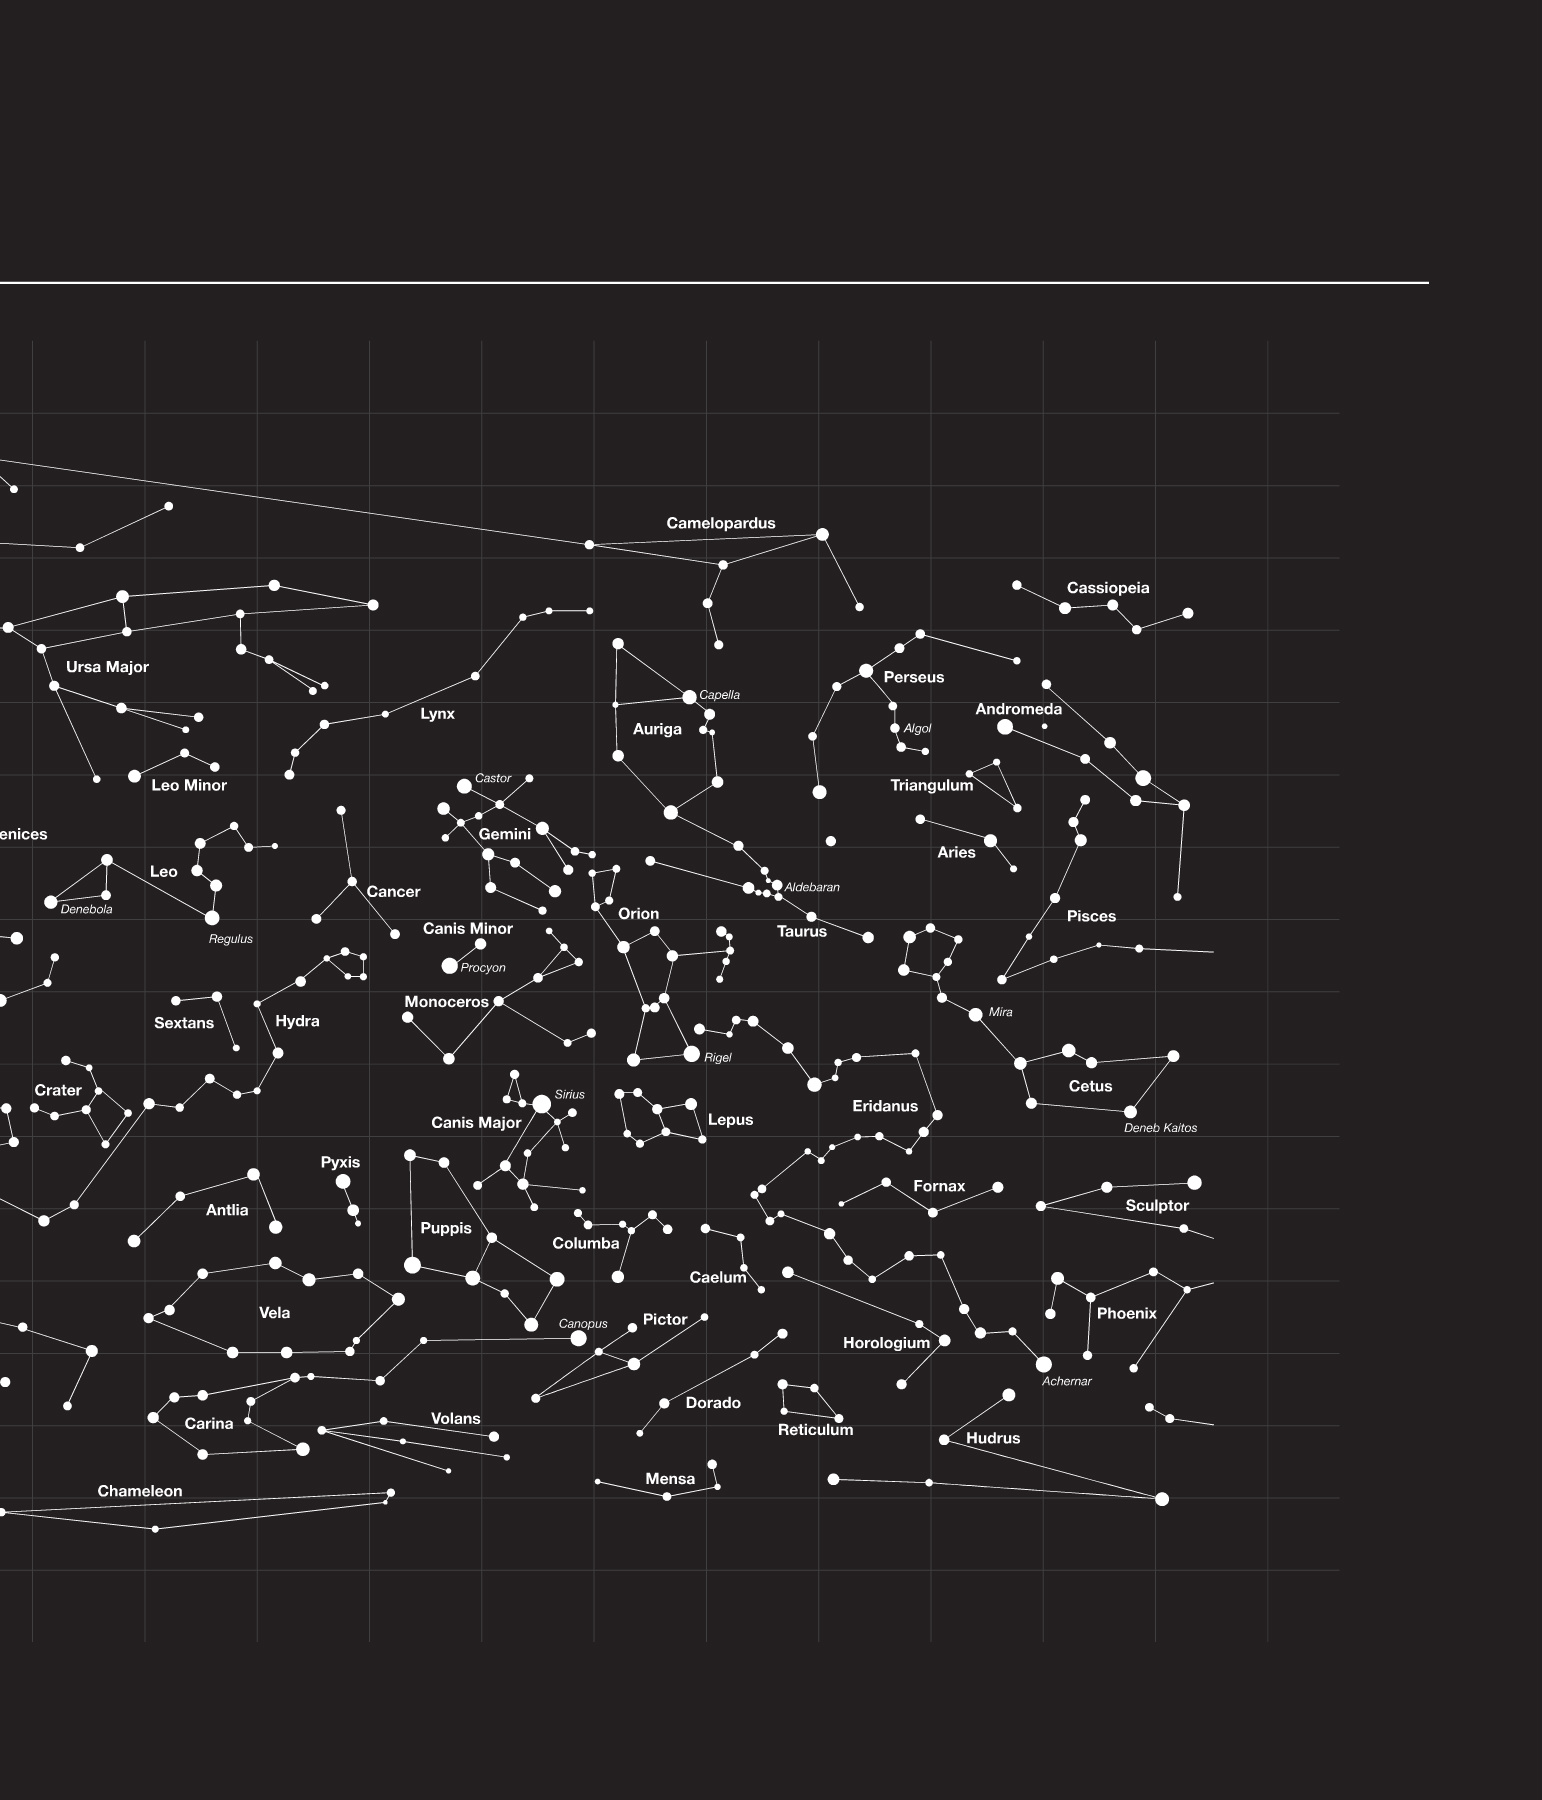 Camelopardus
Cassiopeia
Ursa Major
Perseus
Capella
Andromeda
Lynx
Auriga
Algol
Castor
Leo Minor
Triangulum
enices
Gemini
Aries
Leo
Cancer
Aldebaran
Denebola
Orion
Pisces
Canis Minor
Taurus
Regulus
Procyon
Monoceros
Mira
Sextans
Hydra
Rigel
Crater
Sirius
Cetus
Eridanus
Canis Major
Lepus
Deneb Kaitos
Pyxis
Fornax
Antlia
Sculptor
Puppis
Columba
Caelum
Vela
Phoenix
Canopus
Pictor
Horologium
Achernar
Dorado
Carina
Volans
Reticulum
Hudrus
Mensa
Chameleon